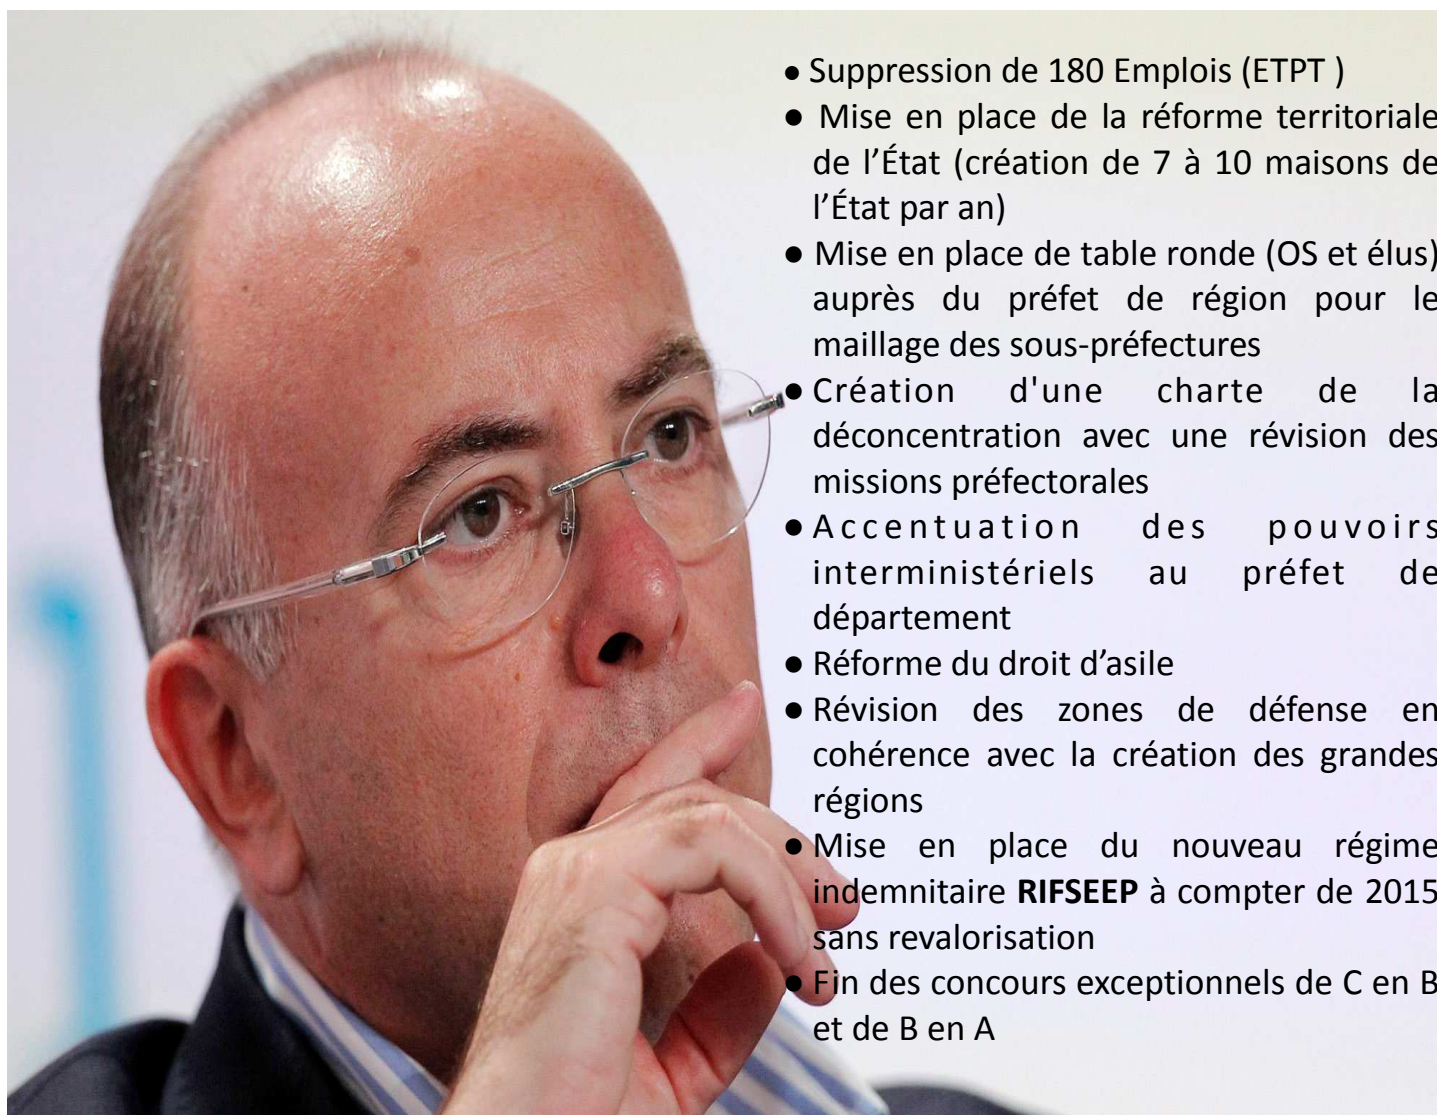 ● Suppression de 180 Emplois (ETPT )
● Mise en place de la réforme territoriale
de l’État (création de 7 à 10 maisons de
l’État par an)
● Mise en place de table ronde (OS et élus)
auprès du préfet de région pour le
maillage des sous-préfectures
● Création d'une charte de la
déconcentration avec une révision des
missions préfectorales
● Accentuation des pouvoirs
interministériels au préfet de
département
● Réforme du droit d’asile
● Révision des zones de défense en
cohérence avec la création des grandes
régions
● Mise en place du nouveau régime
indemnitaire RIFSEEP à compter de 2015
sans revalorisation
● Fin des concours exceptionnels de C en B
et de B en A